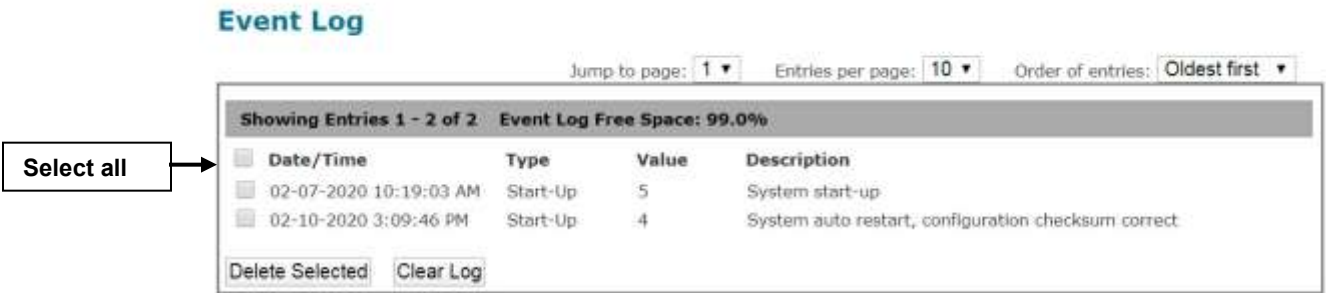 Event Log
Jump to page: 1 Entries per page: 10 Order of entries: Oldest first
Showing Entries 1 - 2 of 2 Event Log Free Space: 99.0%
Select all
Date/Time Type Value Description
02-07-2020 10:19:03 AM Start-Up 5 System start-up
02-10-2020 3:09:46 PM Start-Up 4 System auto restart, configuration checksum correct
Delete Selected Clear Log